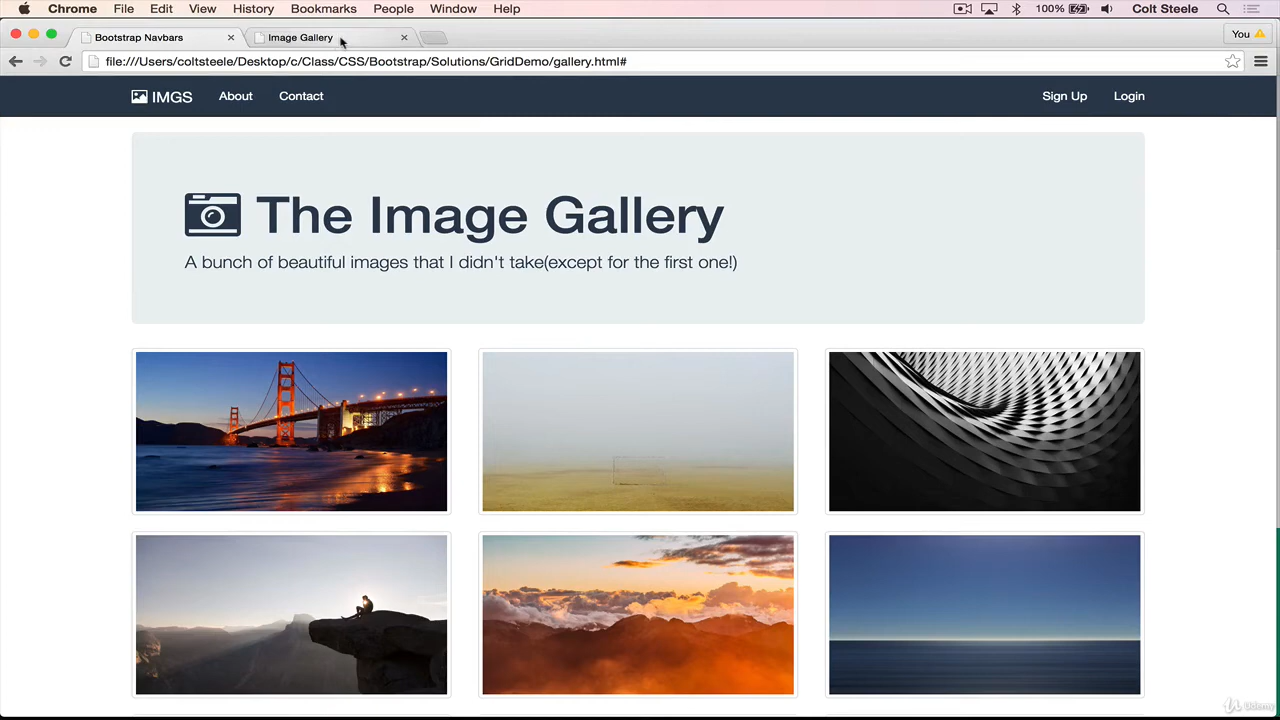 Chrome File Edit View History Bookmarks People Window Help 100% Colt Steele
Bootstrap Navbars Image Gallery You
file:///Users/coltsteele/Desktop/c/Class/CSS/Bootstrap/Solutions/GridDemo/gallery.html#
IMGS About Contact Sign Up Login
The Image Gallery
A bunch of beautiful images that I didn't take(except for the first one!)
Udemy